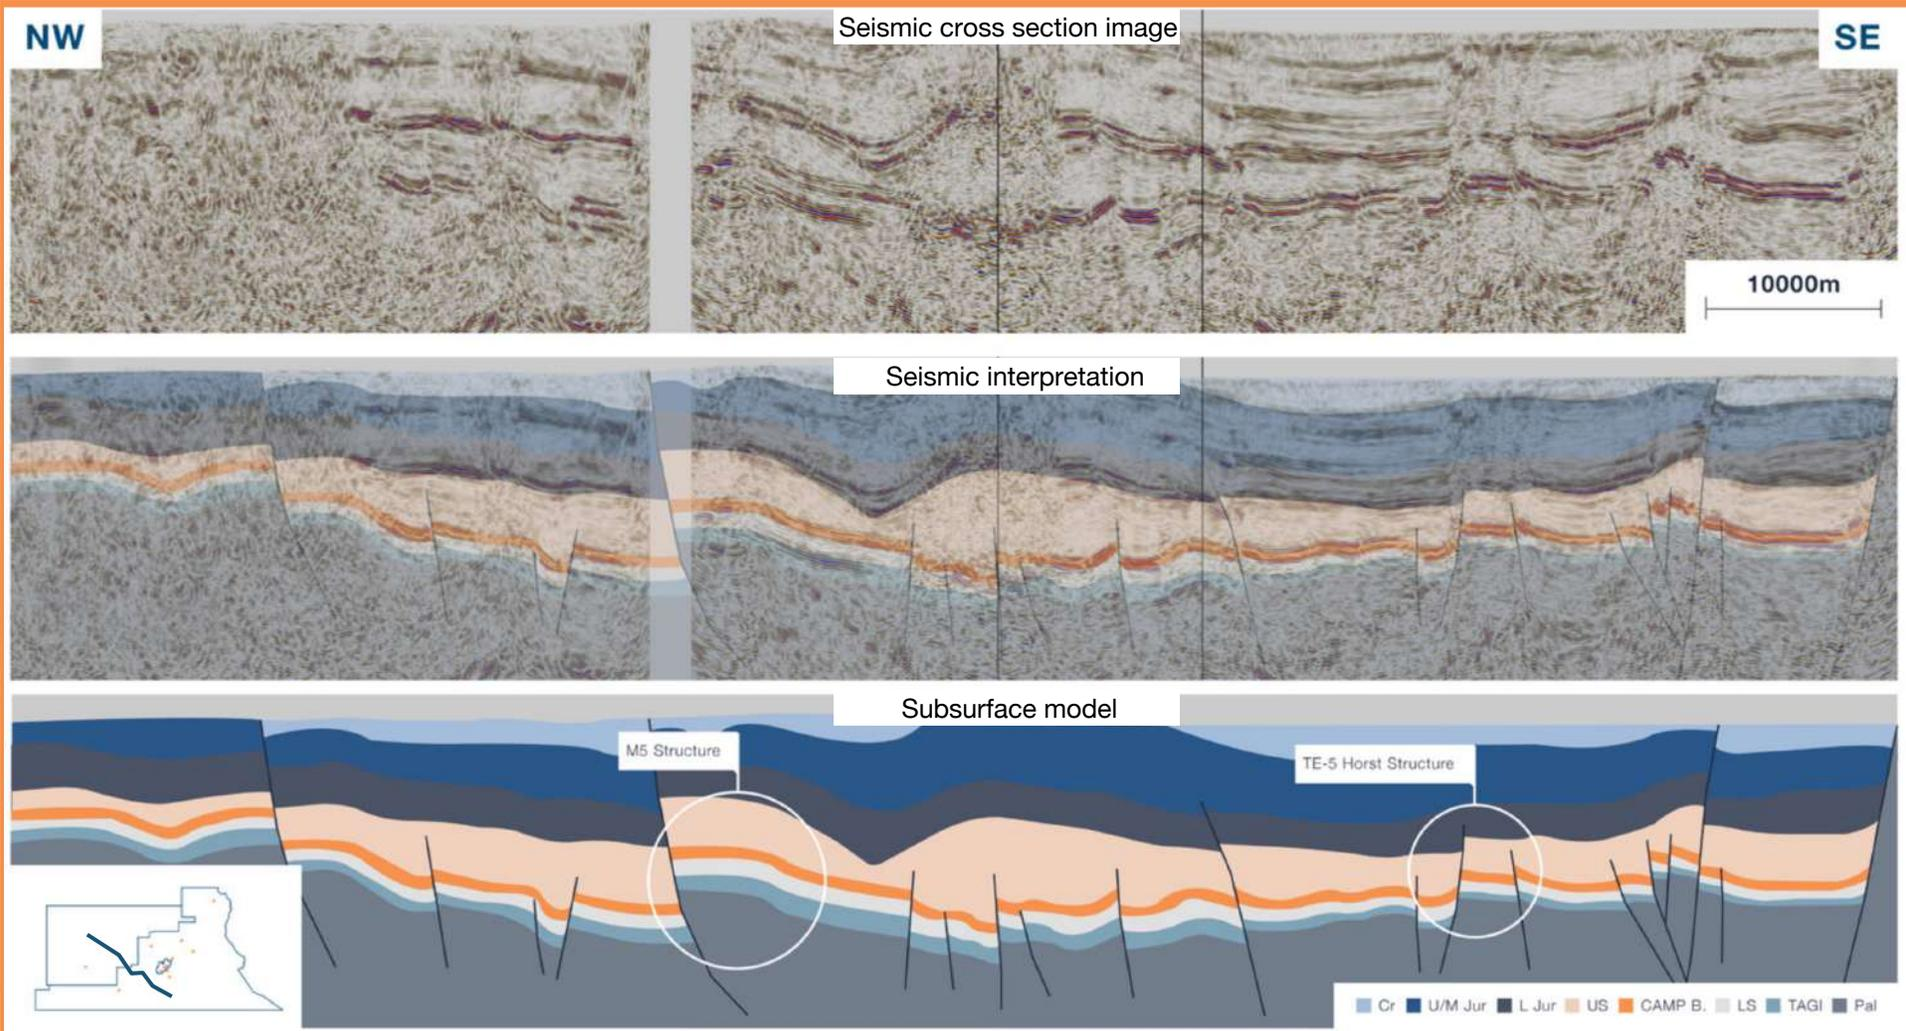 NW
Seismic cross section image
SE
10000m
Seismic interpretation
Subsurface model
M5 Structure
TE-5 Horst Structure
Cr U/M Jur L Jur US CAMP B. LS TAGI Pal